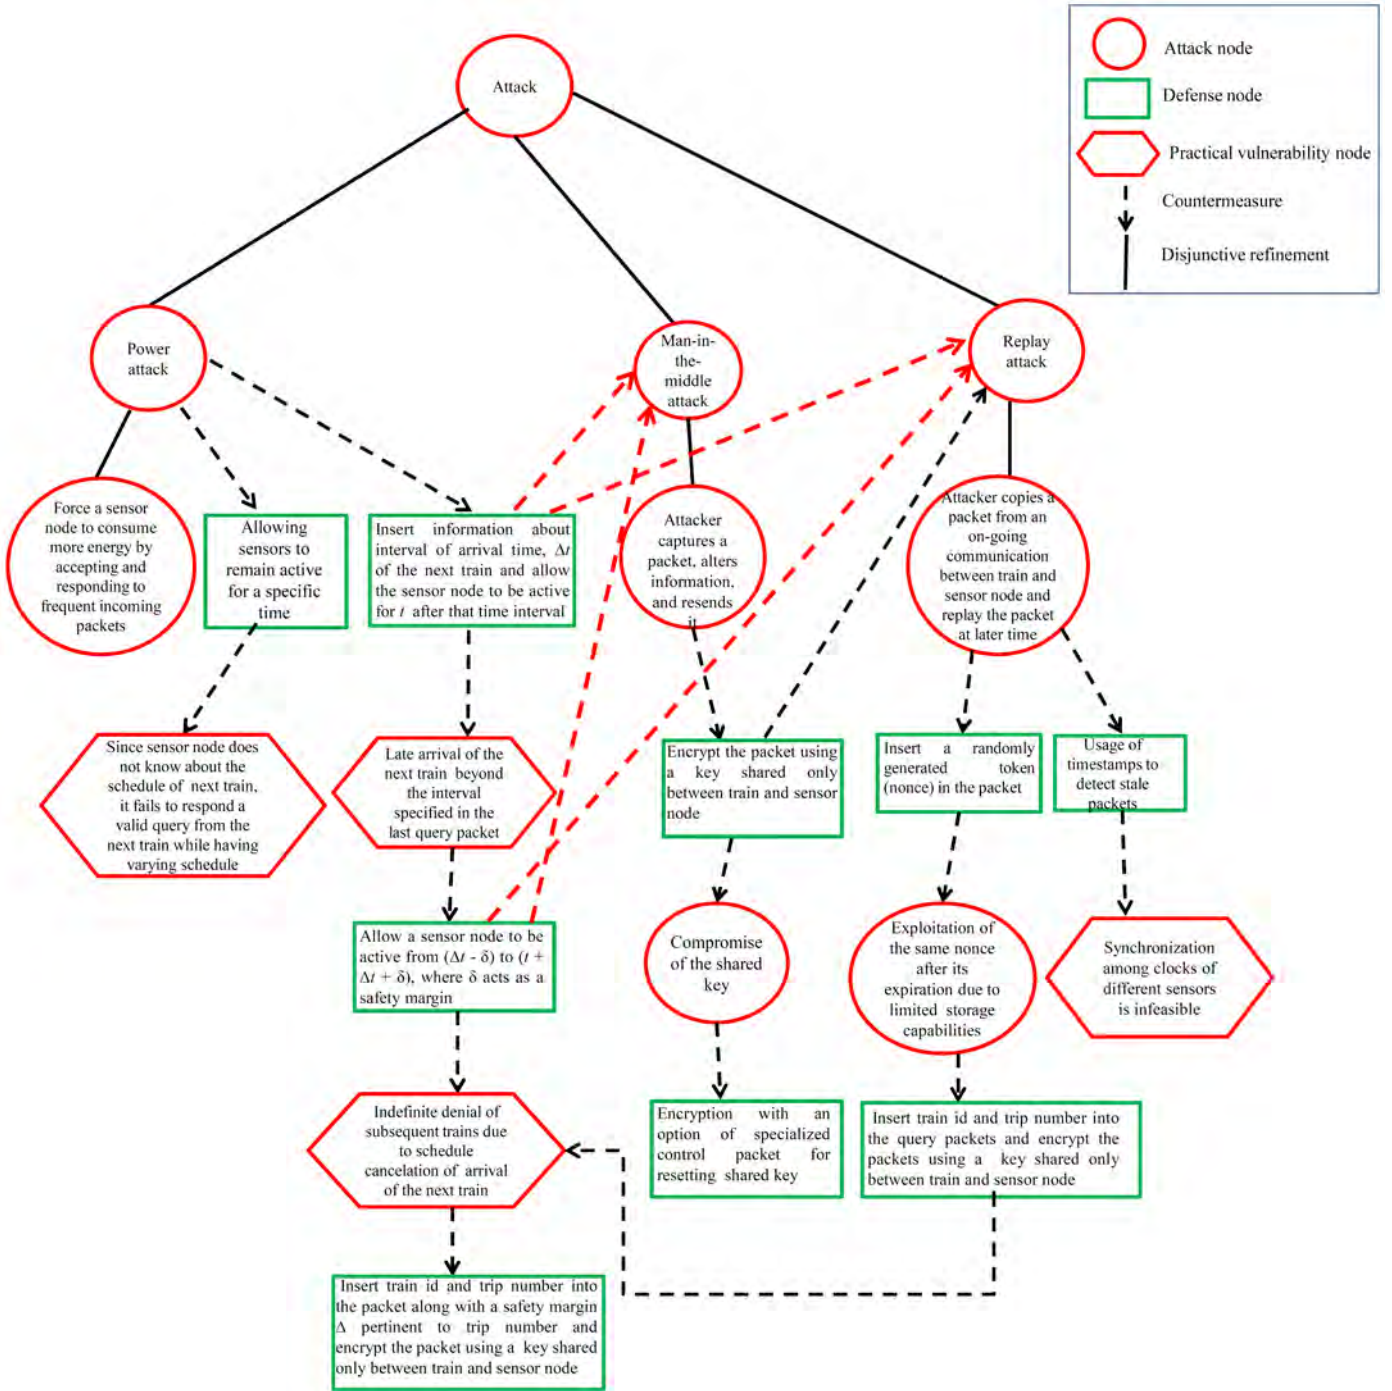 Attack node
Defense node
Practical vulnerability node
Countermeasure
Disjunctive refinement
Attack
Power
attack
Man-in-
the-
middle
attack
Replay
attack
Force a sensor
node to consume
more energy by
accepting and
responding to
frequent incoming
packets
Allowing
sensors to
remain active
for a specific
time
Insert information about
interval of arrival time, Δt
of the next train and allow
the sensor node to be active
for t after that time interval
Attacker
captures a
packet, alters
information,
and resends
it
Attacker copies a
packet from an
on-going
communication
between train and
sensor node and
replay the packet
at later time
Since sensor node does
not know about the
schedule of next train,
it fails to respond a
valid query from the
next train while having
varying schedule
Late arrival of the
next train beyond
the interval
specified in the
last query packet
Encrypt the packet using
a key shared only
between train and sensor
node
Insert a randomly
generated token
(nonce) in the packet
Usage of
timestamps to
detect stale
packets
Allow a sensor node to be
active from (Δt - δ) to (t +
Δt + δ), where δ acts as a
safety margin
Compromise
of the shared
key
Exploitation of
the same nonce
after its
expiration due to
limited storage
capabilities
Synchronization
among clocks of
different sensors
is infeasible
Indefinite denial of
subsequent trains due
to schedule
cancelation of arrival
of the next train
Encryption with an
option of specialized
control packet for
resetting shared key
Insert train id and trip number into
the query packets and encrypt the
packets using a key shared only
between train and sensor node
Insert train id and trip number into
the packet along with a safety margin
Δ pertinent to trip number and
encrypt the packet using a key shared
only between train and sensor node